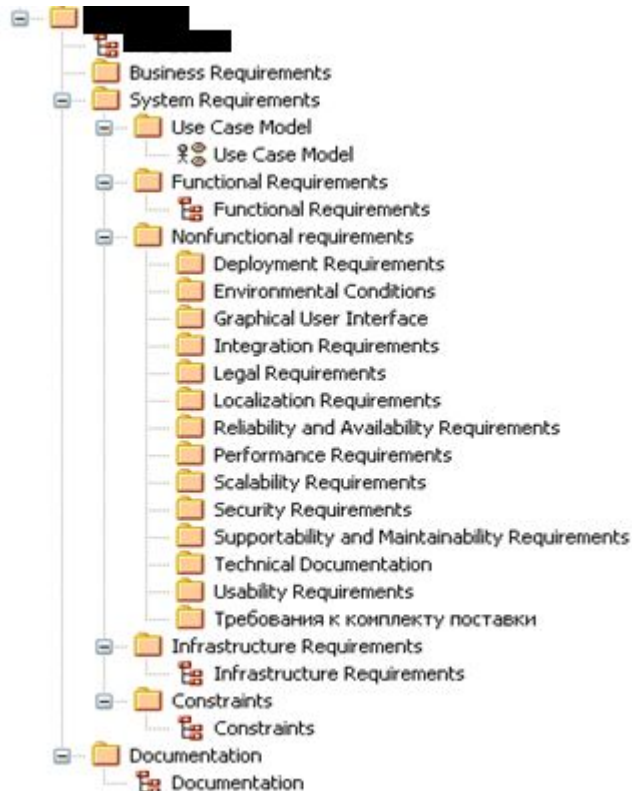 Business Requirements
System Requirements
Use Case Model
Use Case Model
Functional Requirements
Functional Requirements
Nonfunctional requirements
Deployment Requirements
Environmental Conditions
Graphical User Interface
Integration Requirements
Legal Requirements
Localization Requirements
Reliability and Availability Requirements
Performance Requirements
Scalability Requirements
Security Requirements
Supportability and Maintainability Requirements
Technical Documentation
Usability Requirements
Требования к комплекту поставки
Infrastructure Requirements
Infrastructure Requirements
Constraints
Constraints
Documentation
Documentation